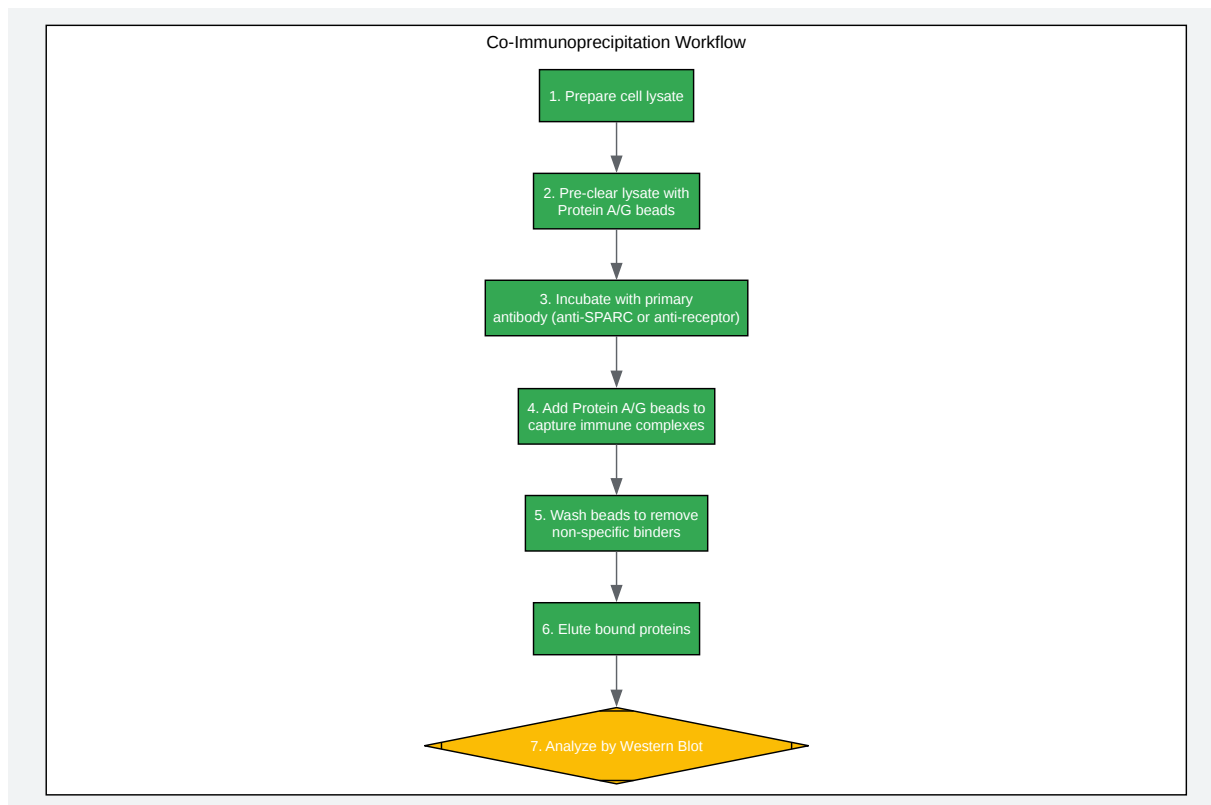 Co-Immunoprecipitation Workflow
1. Prepare cell lysate
2. Pre-clear lysate with
Protein A/G beads
3. Incubate with primary
antibody (anti-SPARC or anti-receptor)
4. Add Protein A/G beads to
capture immune complexes
5. Wash beads to remove
non-specific binders
6. Elute bound proteins
7. Analyze by Western Blot